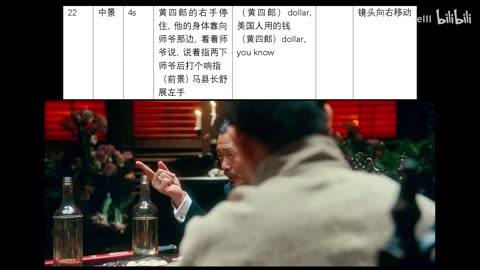 22
中景
4s
黄四郎的右手停
住，他的身体靠向
师爷那边，看着师
爷说，说着指两下
师爷后打个响指
（前景）马县长舒
展左手
（黄四郎）dollar,
美国人用的钱
（黄四郎）dollar,
you know
镜头向右移动
bilibili